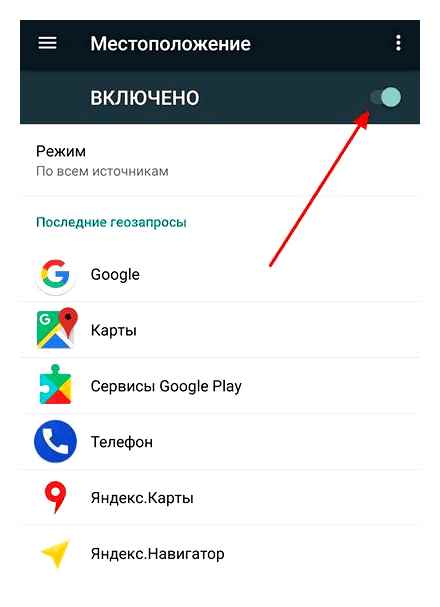 Местоположение
ВКЛЮЧЕНО
Режим
По всем источникам
Последние геозапросы
Google
G
Карты
Сервисы Google Play
Телефон
Яндекс.Карты
Яндекс.Навигатор